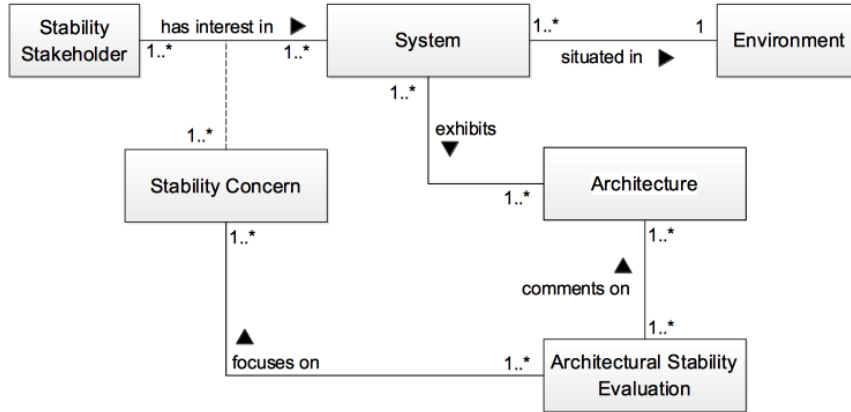 Stability
Stakeholder
has interest in
1..*
1..*
System
1..*
1
situated in
Environment
1..*
exhibits
1..*
1..*
Stability Concern
Architecture
1..*
1..*
comments on
1..*
focuses on
1..*
Architectural Stability
Evaluation